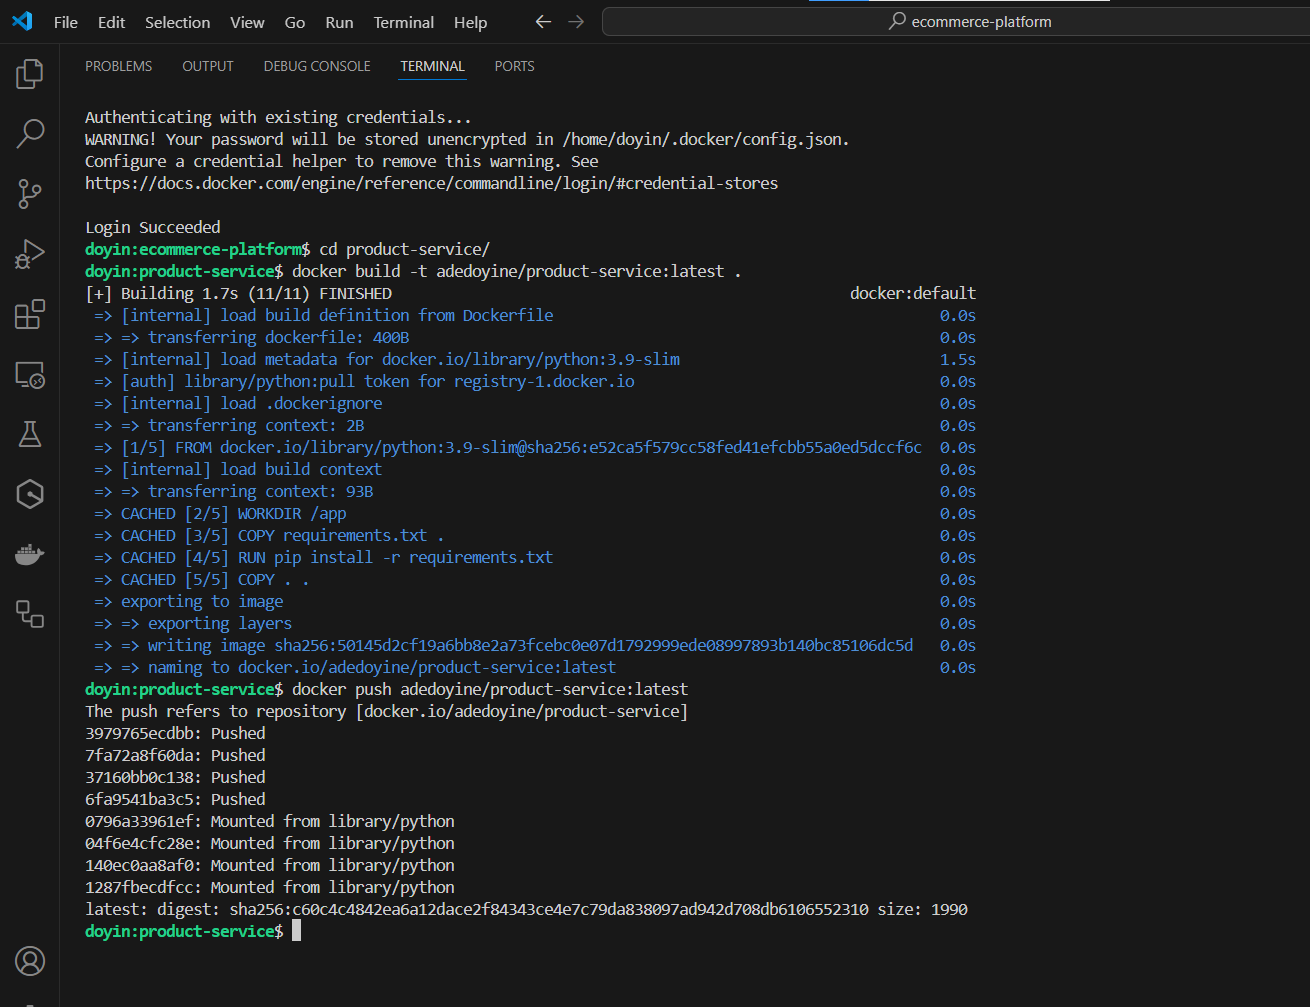 File Edit Selection View Go Run Terminal Help ecommerce-platform
PROBLEMS OUTPUT DEBUG CONSOLE TERMINAL PORTS
Authenticating with existing credentials...
WARNING! Your password will be stored unencrypted in /home/doyin/.docker/config.json.
Configure a credential helper to remove this warning. See
https://docs.docker.com/engine/reference/commandline/login/#credential-stores
Login Succeeded
doyin:ecommerce-platform$ cd product-service/
doyin:product-service$ docker build -t adedoyine/product-service:latest .
[+] Building 1.7s (11/11) FINISHED docker:default
=> [internal] load build definition from Dockerfile 0.0s
=> => transferring dockerfile: 400B 0.0s
=> [internal] load metadata for docker.io/library/python:3.9-slim 1.5s
=> [auth] library/python:pull token for registry-1.docker.io 0.0s
=> [internal] load .dockerignore 0.0s
=> => transferring context: 2B 0.0s
=> [1/5] FROM docker.io/library/python:3.9-slim@sha256:e52ca5f579cc58fed41efcbb55a0ed5dccf6c 0.0s
=> [internal] load build context 0.0s
=> => transferring context: 93B 0.0s
=> CACHED [2/5] WORKDIR /app 0.0s
=> CACHED [3/5] COPY requirements.txt . 0.0s
=> CACHED [4/5] RUN pip install -r requirements.txt 0.0s
=> CACHED [5/5] COPY . . 0.0s
=> exporting to image 0.0s
=> => exporting layers 0.0s
=> => writing image sha256:50145d2cf19a6bb8e2a73fcebc0e07d1792999ede08997893b140bc85106dc5d 0.0s
=> => naming to docker.io/adedoyine/product-service:latest 0.0s
doyin:product-service$ docker push adedoyine/product-service:latest
The push refers to repository [docker.io/adedoyine/product-service]
3979765ecdbb: Pushed
7fa72a8f60da: Pushed
37160bb0c138: Pushed
6fa9541ba3c5: Pushed
0796a33961ef: Mounted from library/python
04f6e4cfc28e: Mounted from library/python
140ec0aa8af0: Mounted from library/python
1287fbecdfcc: Mounted from library/python
latest: digest: sha256:c60c4c4842ea6a12dace2f84343ce4e7c79da838097ad942d708db6106552310 size: 1990
doyin:product-service$